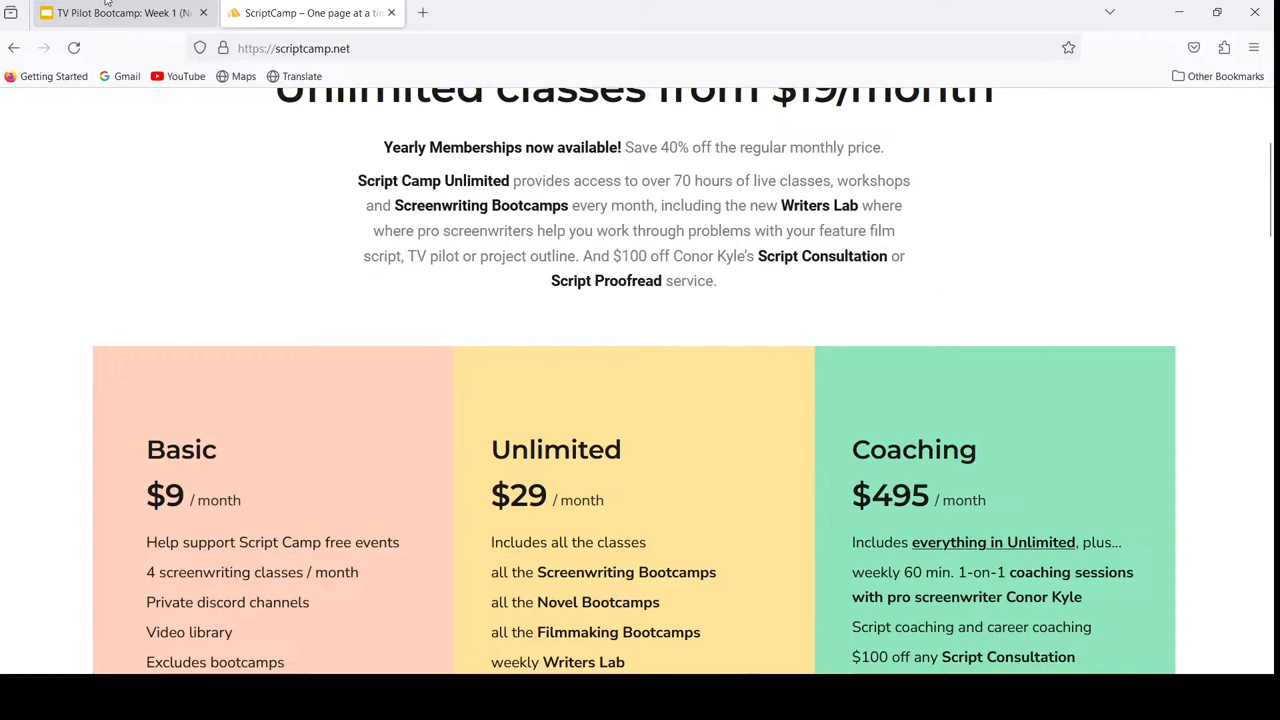 TV Pilot Bootcamp: Week 1 (N
ScriptCamp – One page at a tim
https://scriptcamp.net
Getting Started
Gmail
YouTube
Maps
Translate
Other Bookmarks
Unlimited classes from $19/month
Yearly Memberships now available! Save 40% off the regular monthly price.
Script Camp Unlimited provides access to over 70 hours of live classes, workshops
and Screenwriting Bootcamps every month, including the new Writers Lab where
where pro screenwriters help you work through problems with your feature film
script, TV pilot or project outline. And $100 off Conor Kyle’s Script Consultation or
Script Proofread service.
Basic
$9 / month
Help support Script Camp free events
4 screenwriting classes / month
Private discord channels
Video library
Excludes bootcamps
Unlimited
$29 / month
Includes all the classes
all the Screenwriting Bootcamps
all the Novel Bootcamps
all the Filmmaking Bootcamps
weekly Writers Lab
Coaching
$495 / month
Includes everything in Unlimited, plus...
weekly 60 min. 1-on-1 coaching sessions
with pro screenwriter Conor Kyle
Script coaching and career coaching
$100 off any Script Consultation